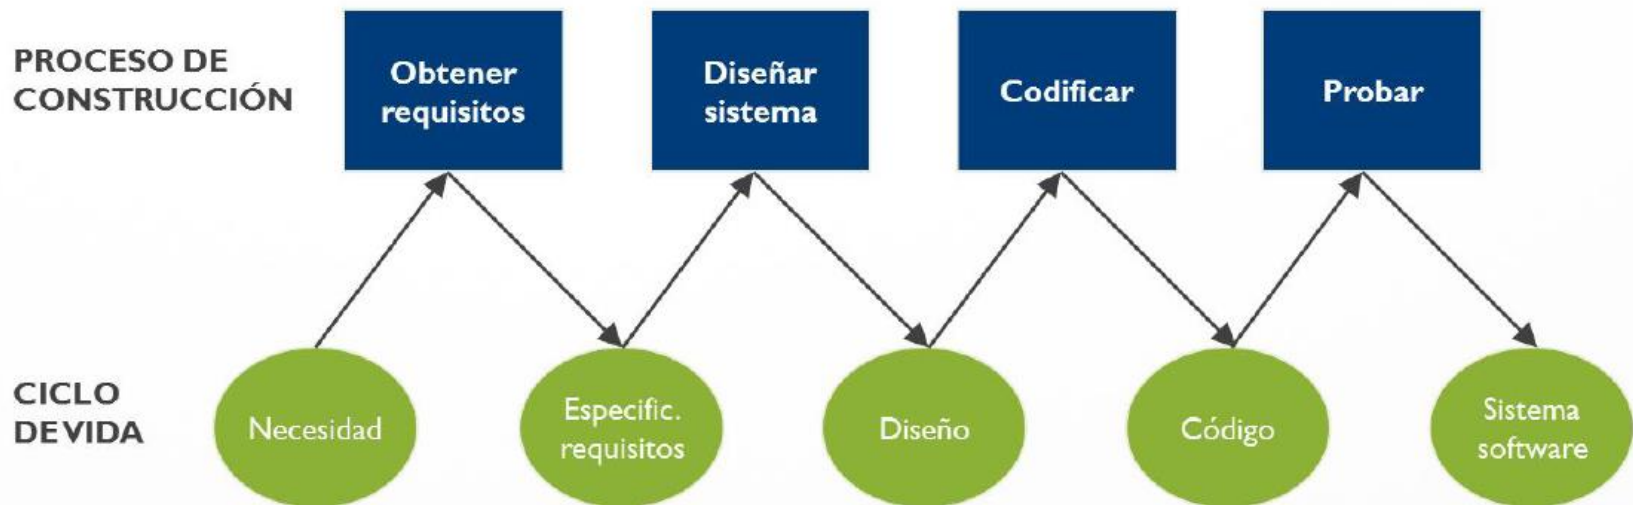 PROCESO DE
CONSTRUCCIÓN
Obtener
requisitos
Diseñar
sistema
Codificar
Probar
CICLO
DE VIDA
Necesidad
Especific.
requisitos
Diseño
Código
Sistema
software